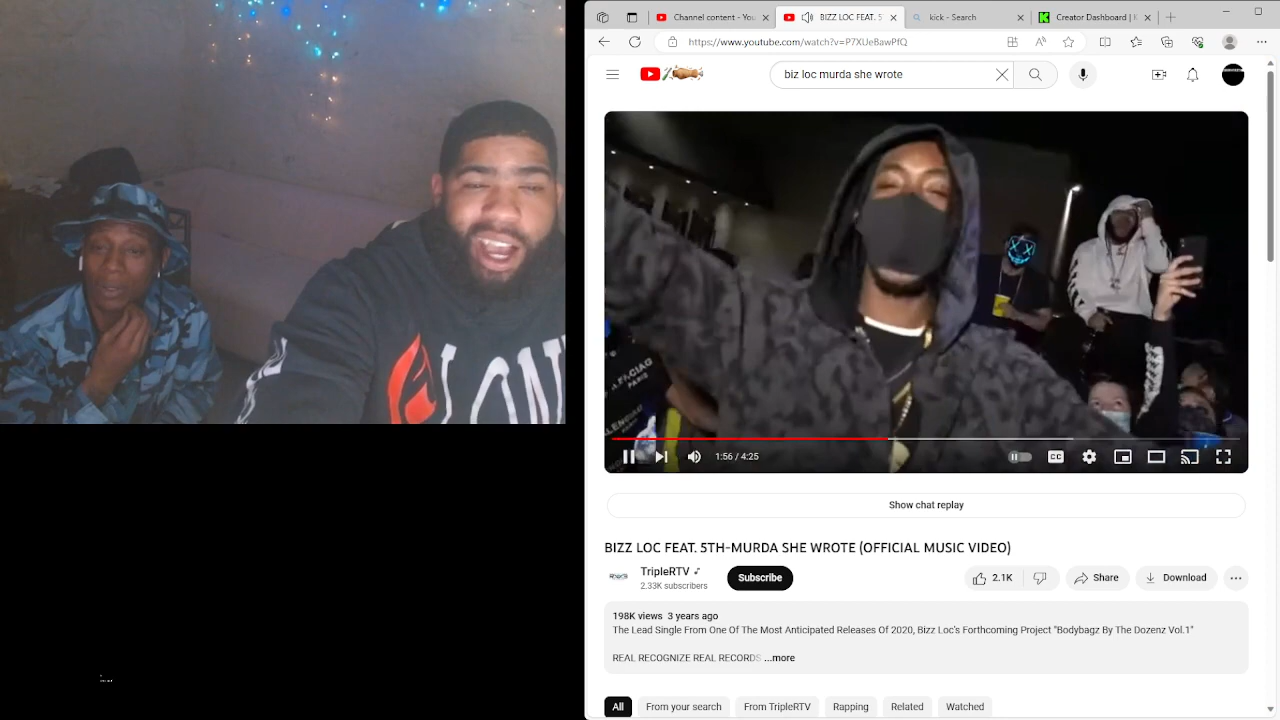 LON
Channel content - You
BIZZ LOC FEAT. 5
kick - Search
Creator Dashboard | K
https://www.youtube.com/watch?v=P7XUeBawPfQ
biz loc murda she wrote
PARIS
1:56 / 4:25
CC
Show chat replay
BIZZ LOC FEAT. 5TH-MURDA SHE WROTE (OFFICIAL MUSIC VIDEO)
TripleRTV
2.33K subscribers
Subscribe
2.1K
Share
Download
198K views 3 years ago
The Lead Single From One Of The Most Anticipated Releases Of 2020, Bizz Loc's Forthcoming Project "Bodybagz By The Dozenz Vol.1"
REAL RECOGNIZE REAL RECORDS ...more
All
From your search
From TripleRTV
Rapping
Related
Watched